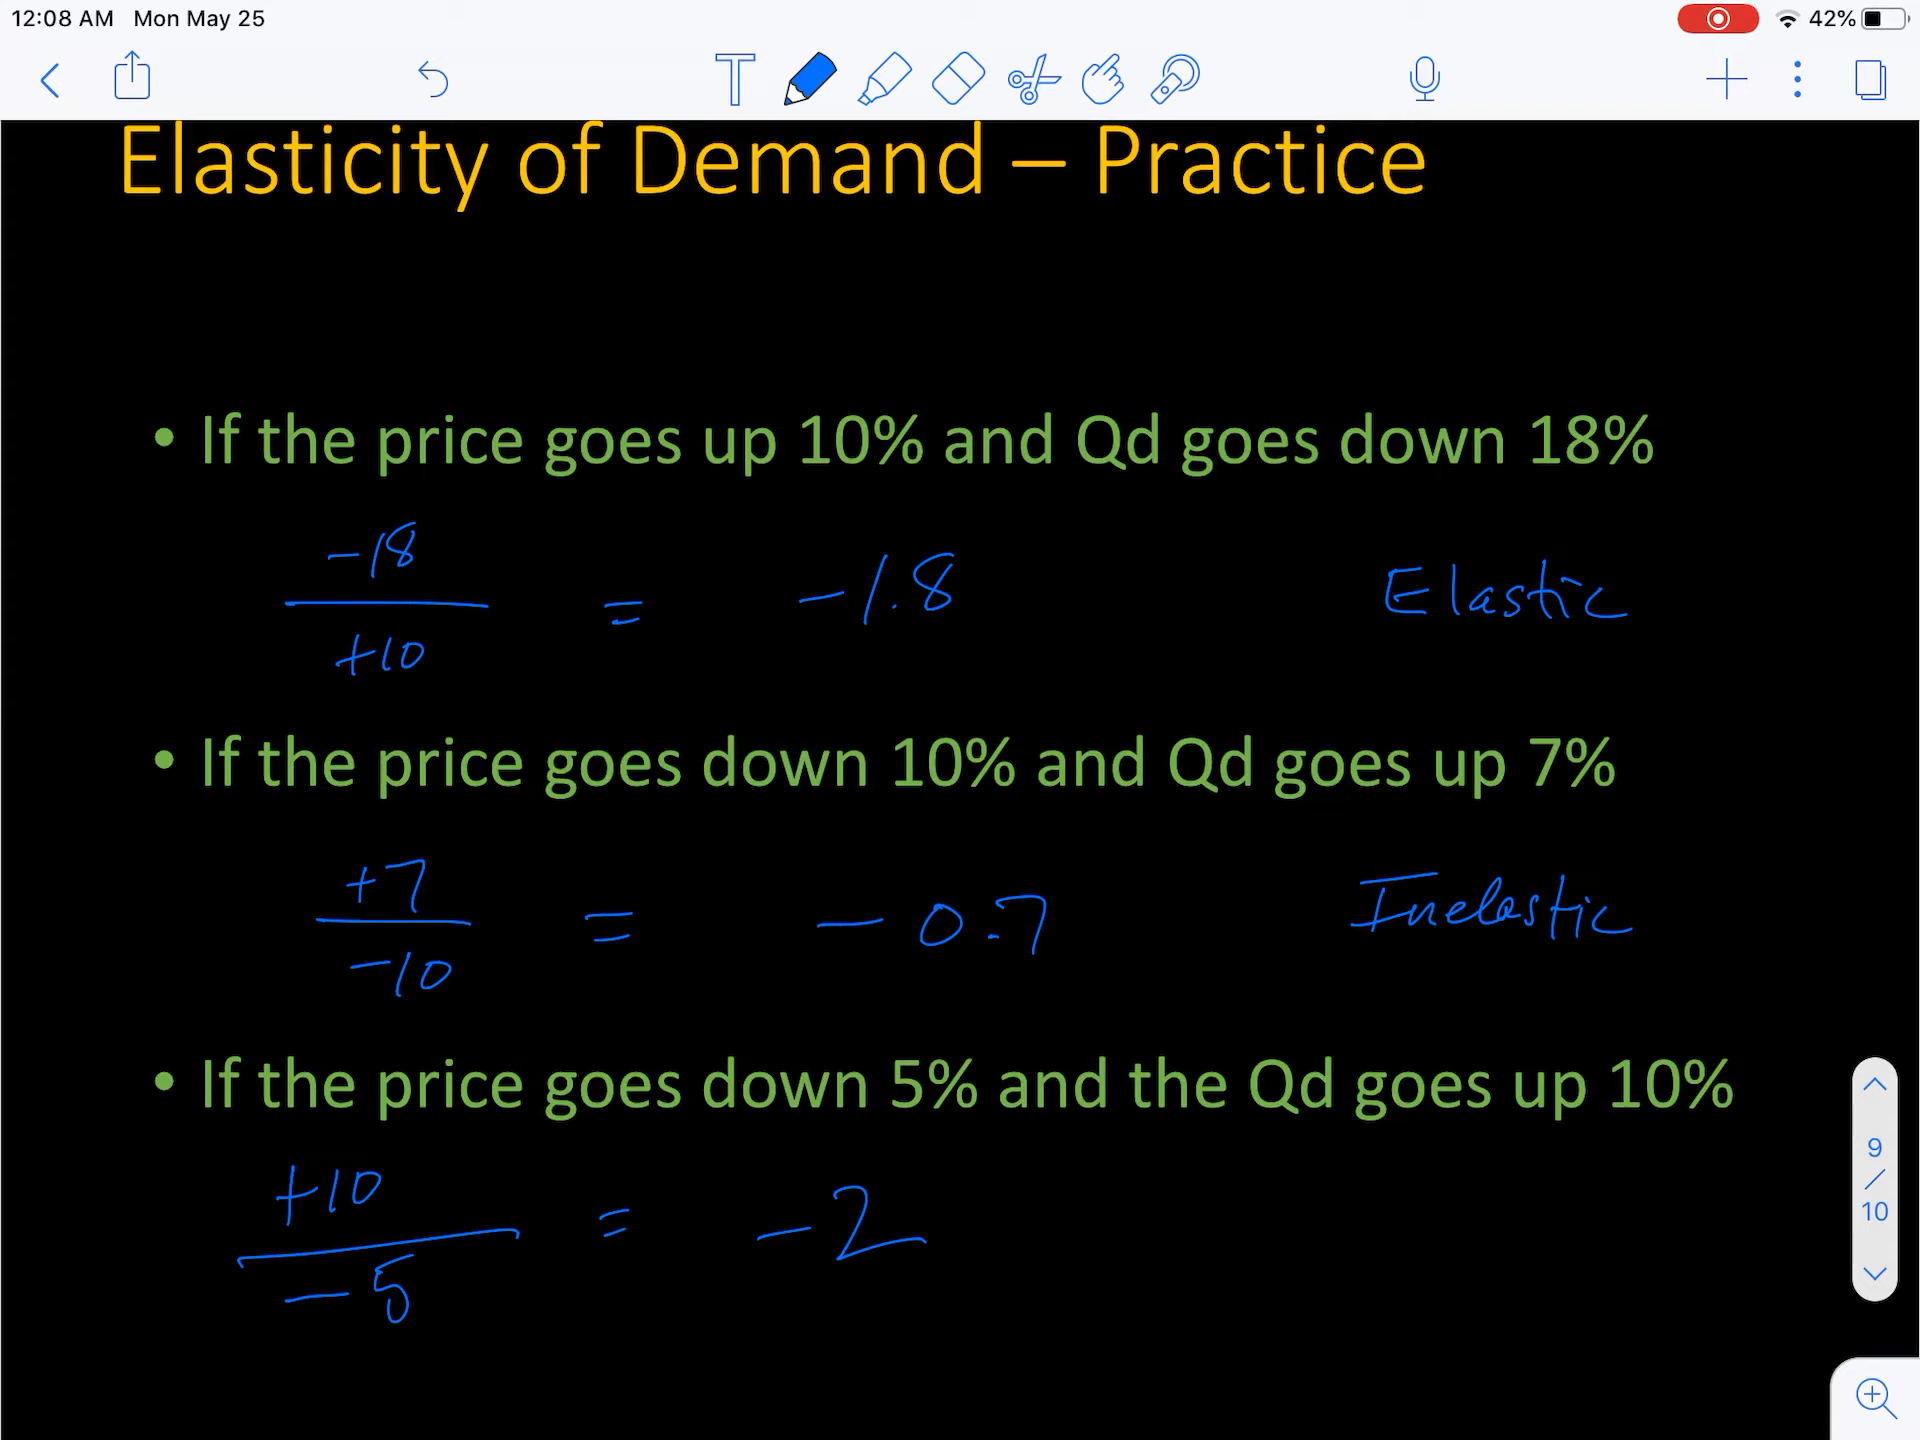 12:08 AM Mon May 25 42%
T
Elasticity of Demand – Practice
• If the price goes up 10% and Qd goes down 18%
-18
= -1.8 Elastic
+10
• If the price goes down 10% and Qd goes up 7%
+7
= -0.7 Inelastic
-10
• If the price goes down 5% and the Qd goes up 10%
+10
= -2
-5
9
/
10